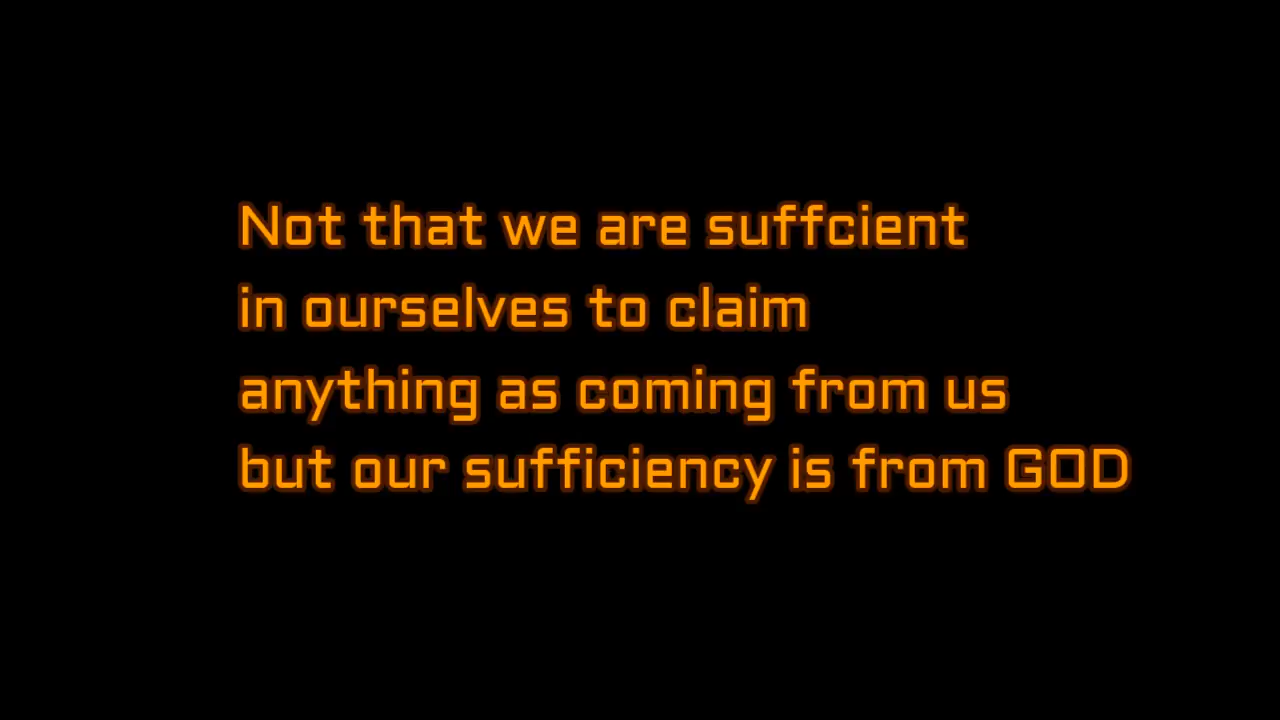 Not that we are suffcient
in ourselves to claim
anything as coming from us
but our sufficiency is from GOD